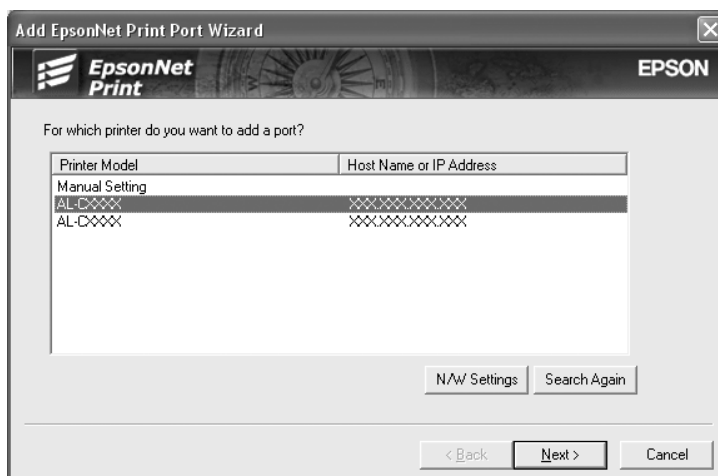 Add EpsonNet Print Port Wizard
EpsonNet
Print
EPSON
For which printer do you want to add a port?
Printer Model Host Name or IP Address
Manual Setting
AL-CXXXX XXX.XXX.XXX.XXX
AL-CXXXX XXX.XXX.XXX.XXX
N/W Settings Search Again
< Back Next > Cancel